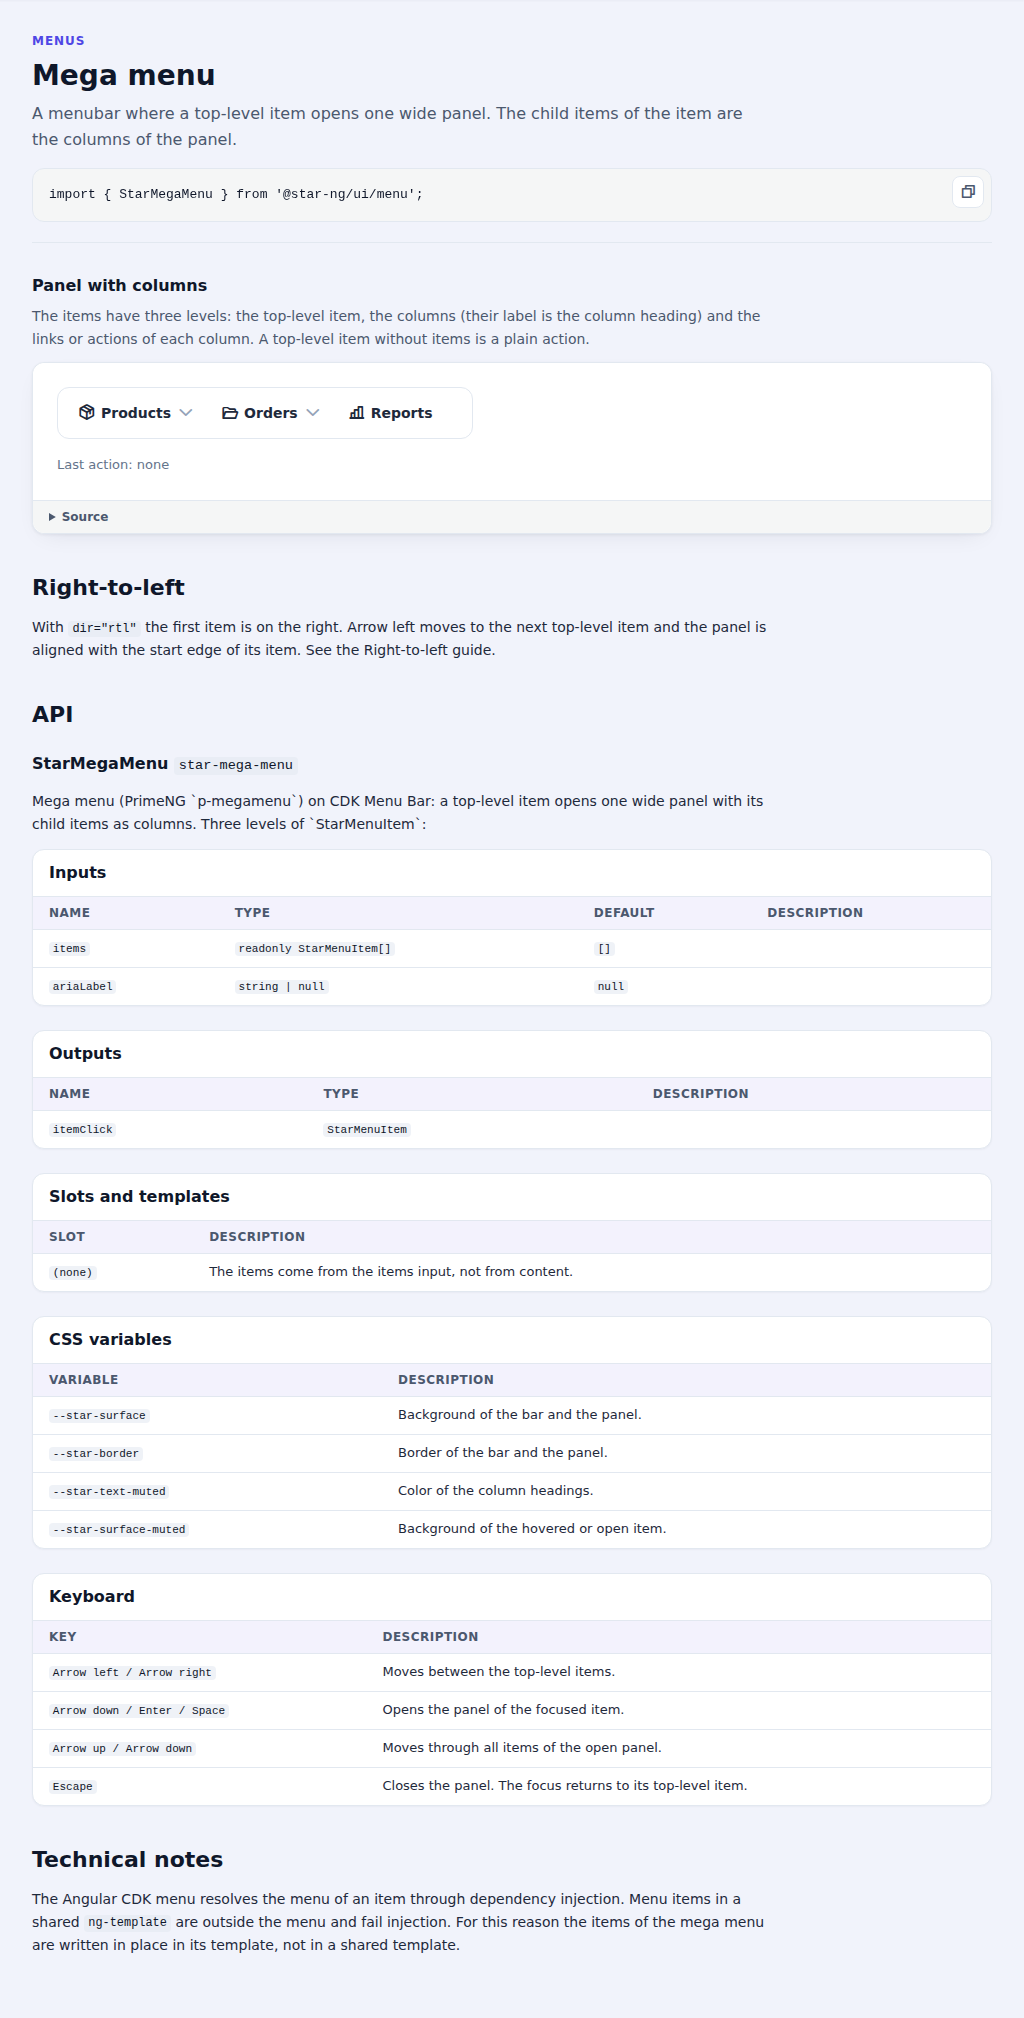 MENUS
Mega menu
A menubar where a top-level item opens one wide panel. The child items of the item are
the columns of the panel.
import { StarMegaMenu } from '@star-ng/ui/menu';
Panel with columns
The items have three levels: the top-level item, the columns (their label is the column heading) and the
links or actions of each column. A top-level item without items is a plain action.
Products Orders Reports
Last action: none
Source
Right-to-left
With dir="rtl" the first item is on the right. Arrow left moves to the next top-level item and the panel is
aligned with the start edge of its item. See the Right-to-left guide.
API
StarMegaMenu star-mega-menu
Mega menu (PrimeNG `p-megamenu`) on CDK Menu Bar: a top-level item opens one wide panel with its
child items as columns. Three levels of `StarMenuItem`:
Inputs
NAME TYPE DEFAULT DESCRIPTION
items readonly StarMenuItem[] []
ariaLabel string | null null
Outputs
NAME TYPE DESCRIPTION
itemClick StarMenuItem
Slots and templates
SLOT DESCRIPTION
(none) The items come from the items input, not from content.
CSS variables
VARIABLE DESCRIPTION
--star-surface Background of the bar and the panel.
--star-border Border of the bar and the panel.
--star-text-muted Color of the column headings.
--star-surface-muted Background of the hovered or open item.
Keyboard
KEY DESCRIPTION
Arrow left / Arrow right Moves between the top-level items.
Arrow down / Enter / Space Opens the panel of the focused item.
Arrow up / Arrow down Moves through all items of the open panel.
Escape Closes the panel. The focus returns to its top-level item.
Technical notes
The Angular CDK menu resolves the menu of an item through dependency injection. Menu items in a
shared ng-template are outside the menu and fail injection. For this reason the items of the mega menu
are written in place in its template, not in a shared template.